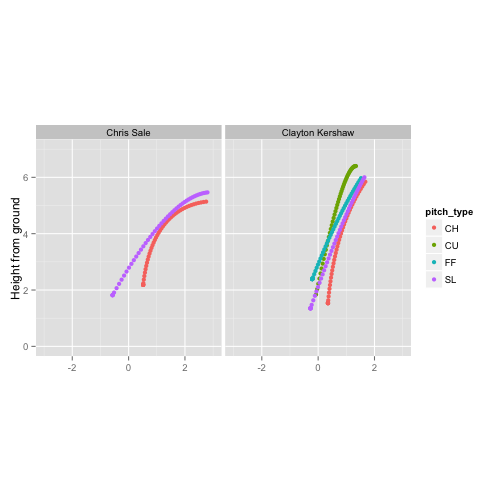 Chris Sale
Clayton Kershaw
Height from ground
6
4
2
0
-2
0
2
-2
0
2
pitch_type
CH
CU
FF
SL